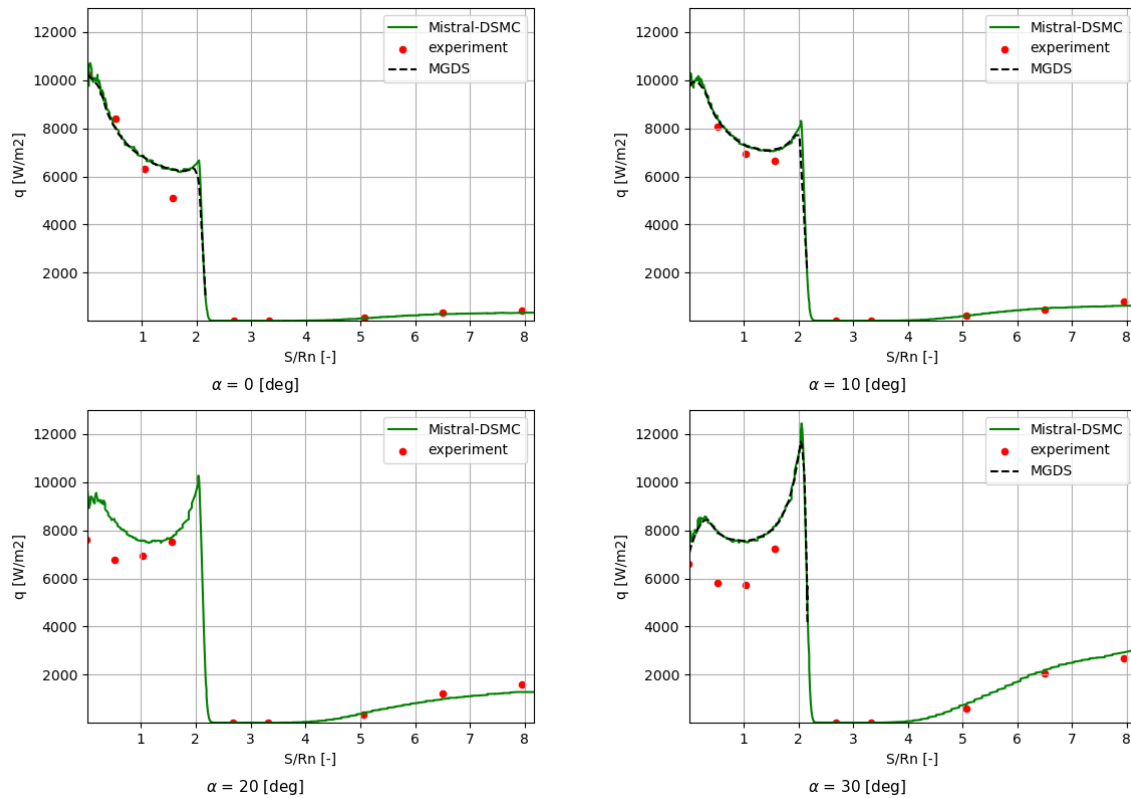 12000
10000
8000
6000
4000
2000
q [W/m2]
Mistral-DSMC
experiment
MGDS
1 2 3 4 5 6 7 8
S/Rn [-]
α = 0 [deg]
12000
10000
8000
6000
4000
2000
q [W/m2]
Mistral-DSMC
experiment
MGDS
1 2 3 4 5 6 7 8
S/Rn [-]
α = 10 [deg]
12000
10000
8000
6000
4000
2000
q [W/m2]
Mistral-DSMC
experiment
1 2 3 4 5 6 7 8
S/Rn [-]
α = 20 [deg]
12000
10000
8000
6000
4000
2000
q [W/m2]
Mistral-DSMC
experiment
MGDS
1 2 3 4 5 6 7 8
S/Rn [-]
α = 30 [deg]